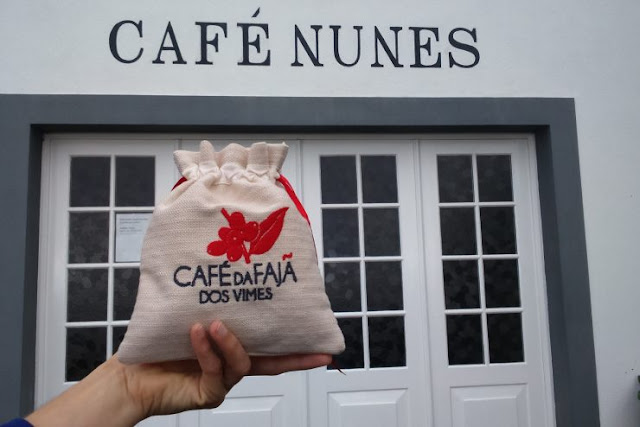 CAFÉ NUNES
CAFÉ DA FAJÃ
DOS VIMES